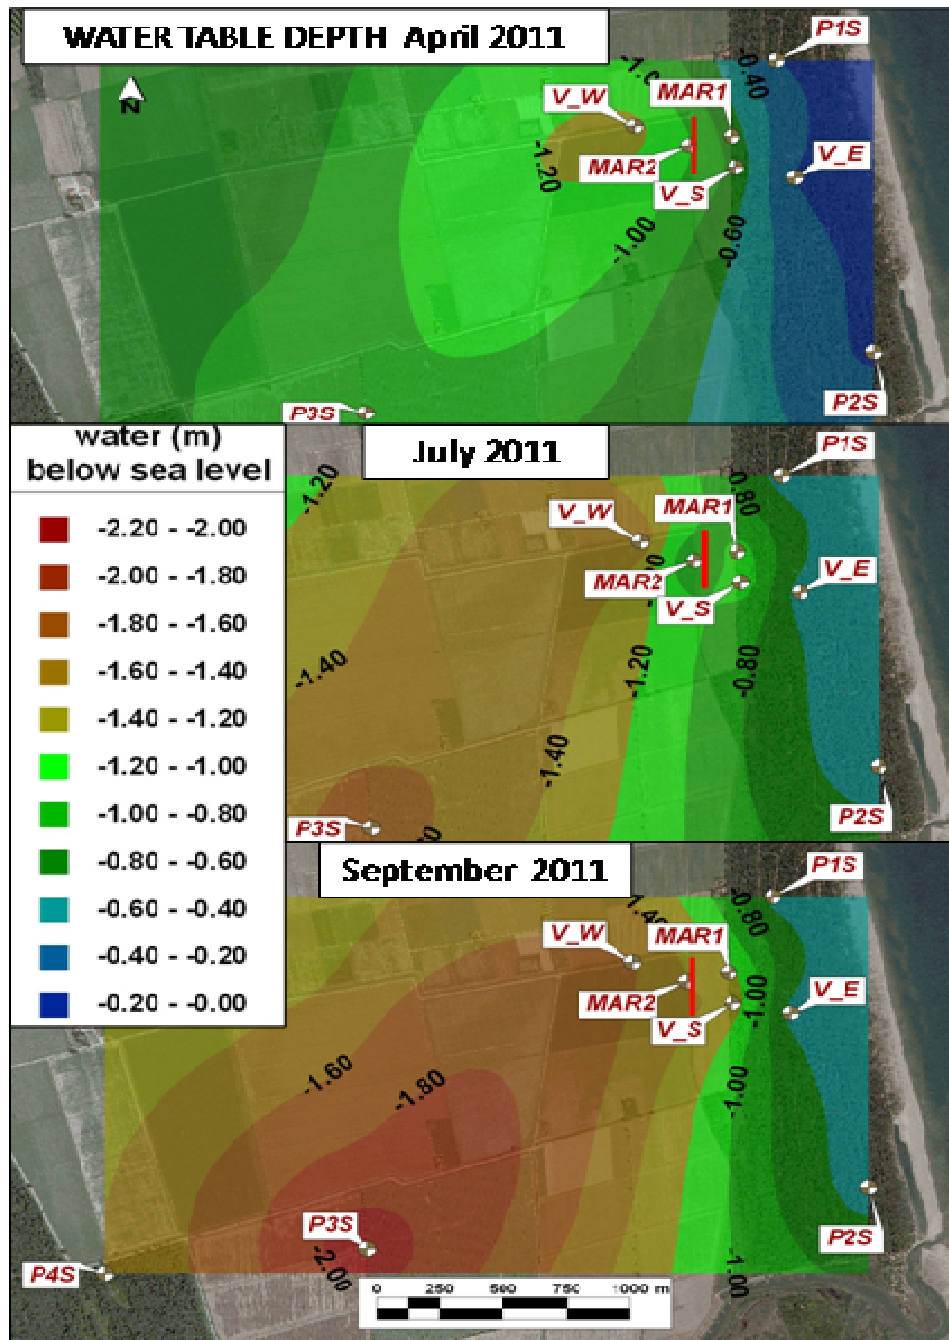 WATER TABLE DEPTH April 2011
P1S
-0.40
V_W
MAR1
N
-1.20
MAR2
V_E
V_S
-1.00
P3S
P2S
water (m)
below sea level
-2.20 - -2.00
-2.00 - -1.80
-1.80 - -1.60
-1.60 - -1.40
-1.40 - -1.20
-1.20 - -1.00
-1.00 - -0.80
-0.80 - -0.60
-0.60 - -0.40
-0.40 - -0.20
-0.20 - -0.00
July 2011
P1S
-1.20
0.80
MAR1
V_W
MAR2
V_E
V_S
-1.40
-1.20
-0.80
-1.40
P3S
P2S
September 2011
P1S
-0.80
V_W
MAR1
MAR2
-1.00
V_E
V_S
-1.60
-1.80
-1.00
P3S
P2S
-2.00
P4S
-1.00
0 250 500 750 1000 m